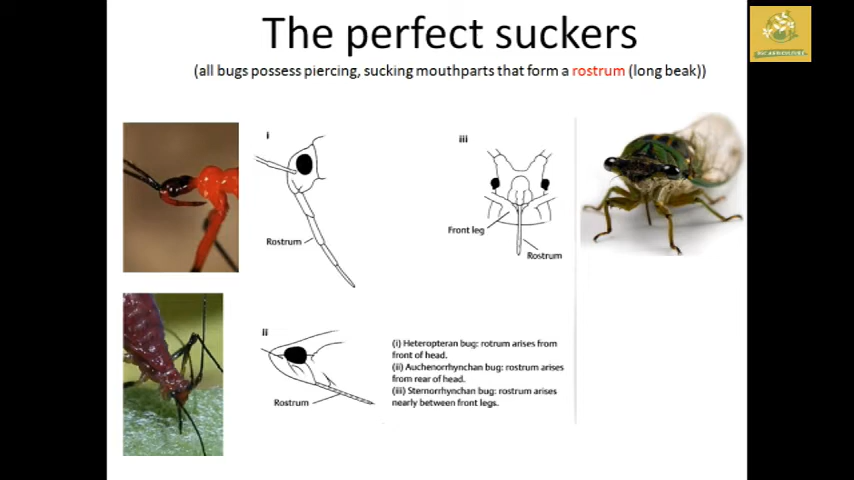 The perfect suckers
(all bugs possess piercing, sucking mouthparts that form a rostrum (long beak))
i
Rostrum
iii
Front leg
Rostrum
ii
Rostrum
(i) Heteropteran bug: rotrum arises from
front of head.
(ii) Auchenorrhynchan bug: rostrum arises
from rear of head.
(iii) Sternorrhynchan bug: rostrum arises
nearly between front legs.